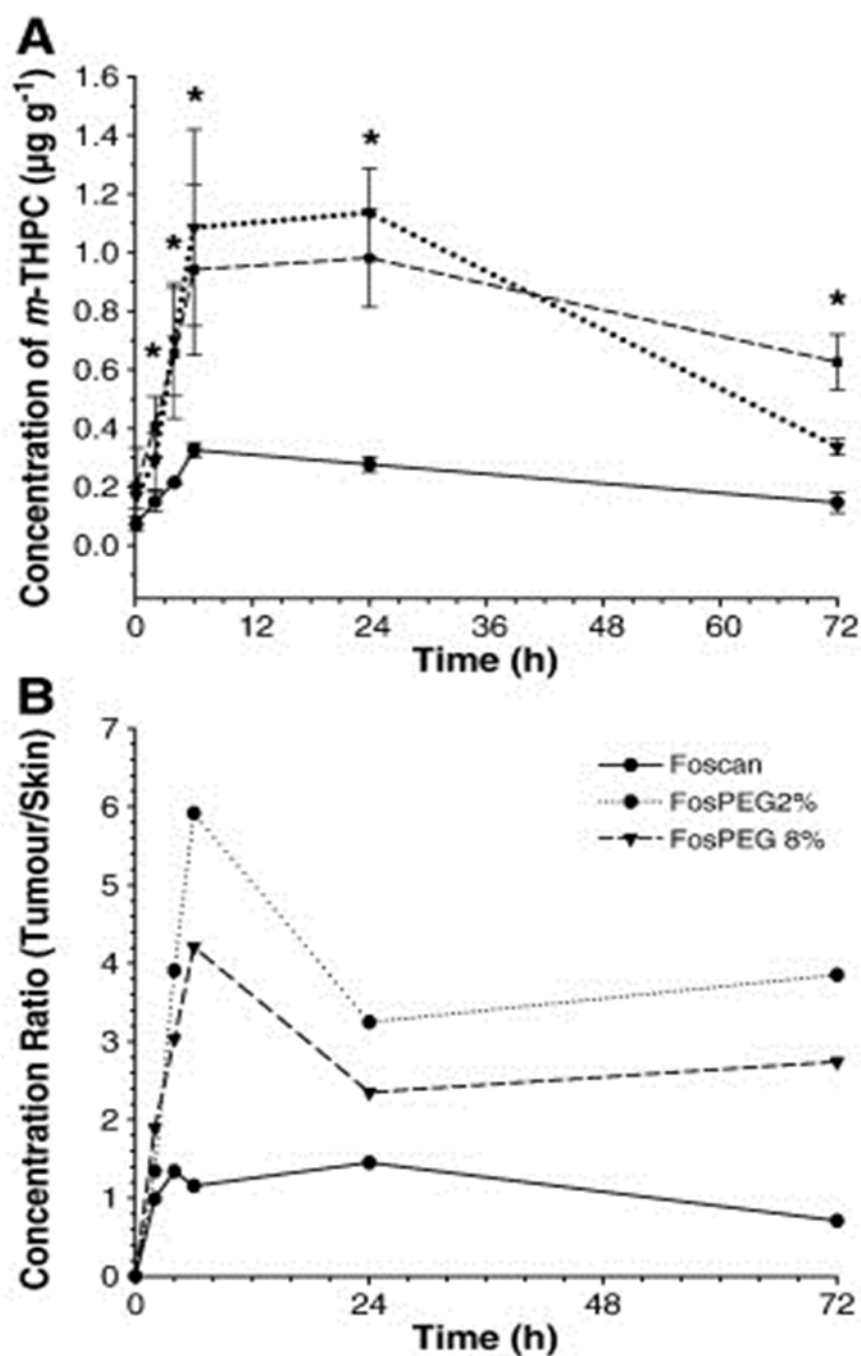 A
Concentration of m-THPC (µg g⁻¹)
1.6
1.4
1.2
1.0
0.8
0.6
0.4
0.2
0.0
*
*
*
*
*
0 12 24 36 48 60 72
Time (h)
B
Concentration Ratio (Tumour/Skin)
7
6
5
4
3
2
1
0
Foscan
FosPEG2%
FosPEG 8%
0 24 48 72
Time (h)